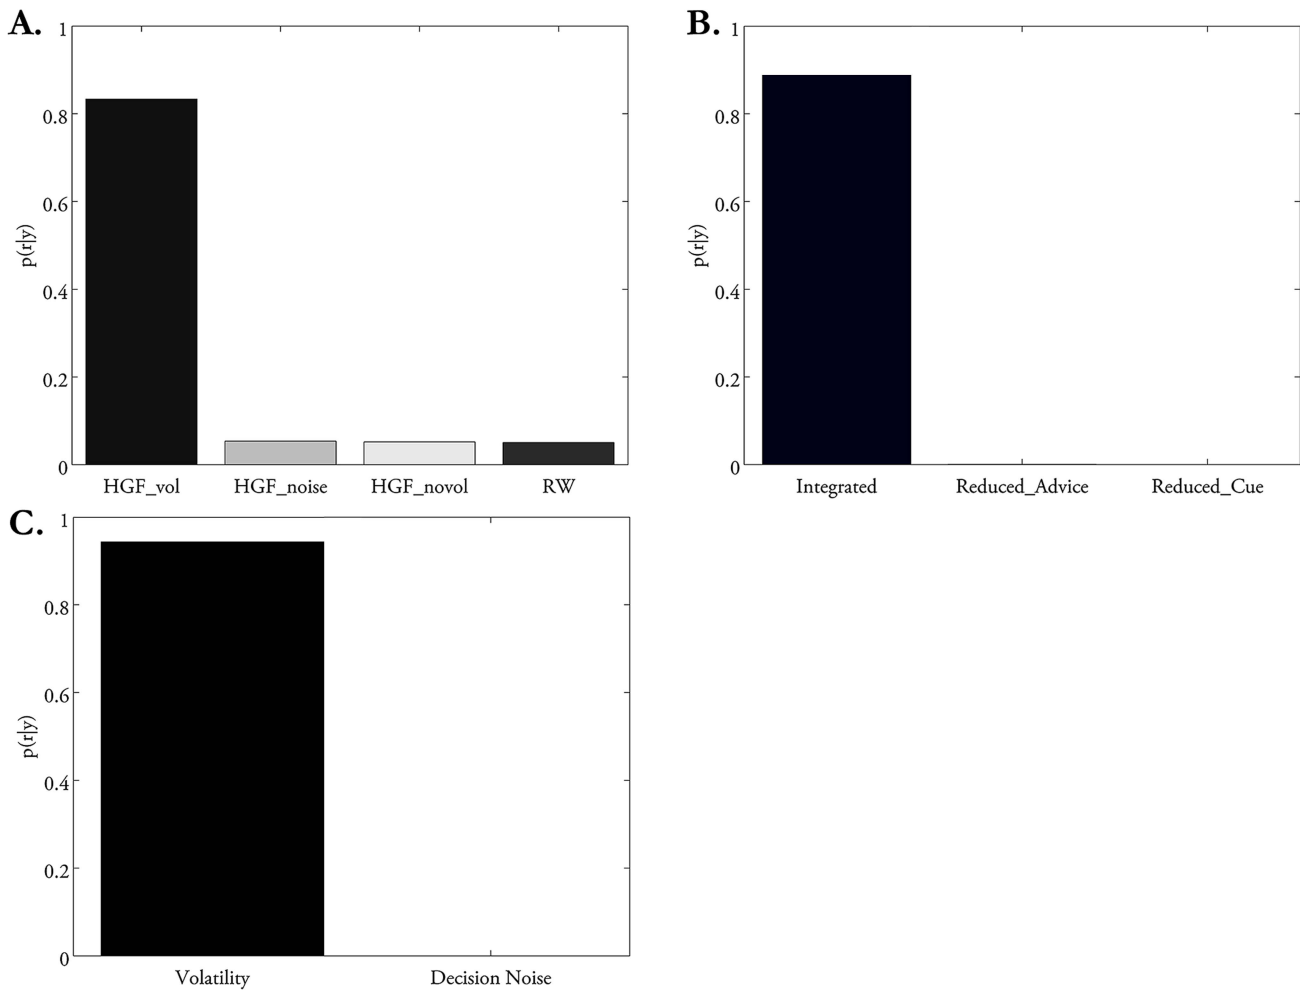 A.
1
0.8
0.6
0.4
0.2
0
p(r|y)
HGF_vol HGF_noise HGF_novol RW
B.
1
0.8
0.6
0.4
0.2
0
p(r|y)
Integrated Reduced_Advice Reduced_Cue
C.
1
0.8
0.6
0.4
0.2
0
p(r|y)
Volatility Decision Noise